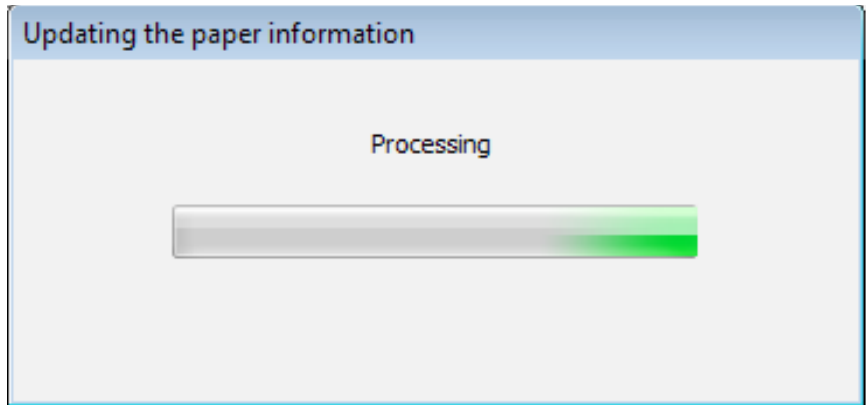 Updating the paper information
Processing